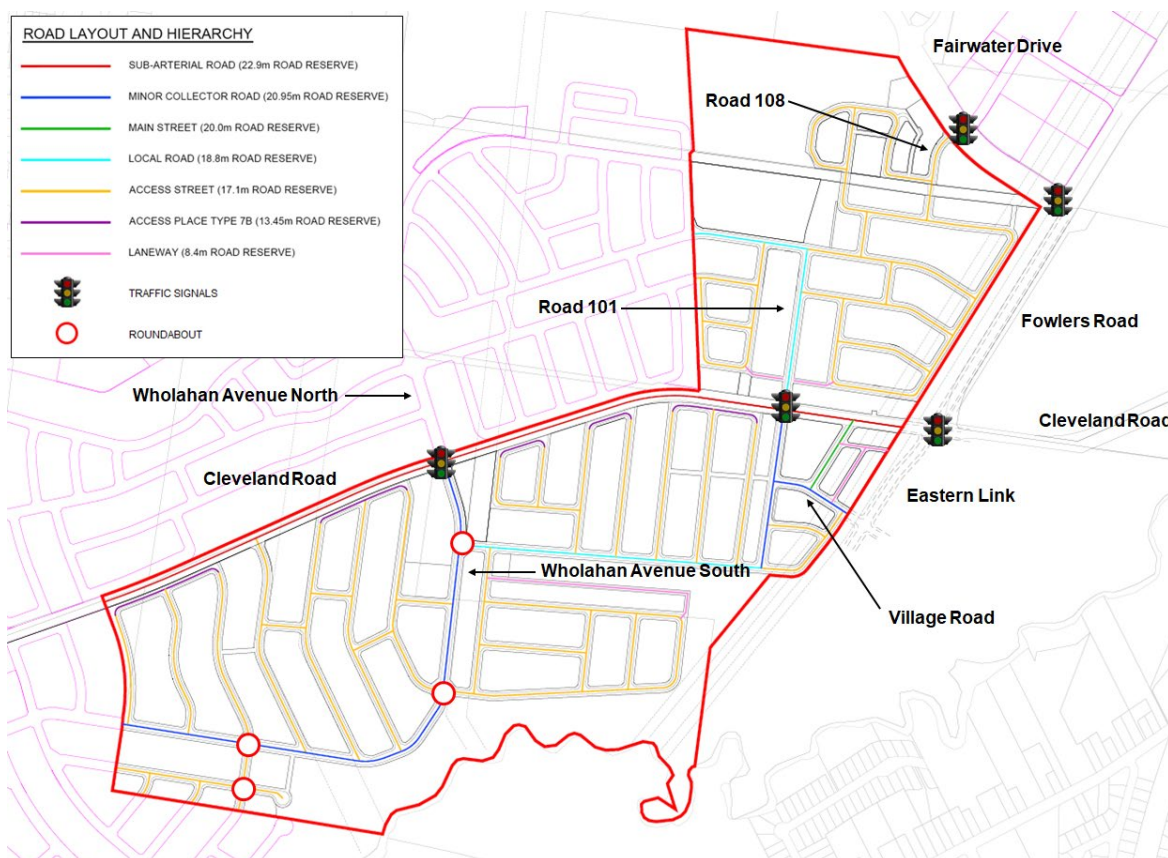 ROAD LAYOUT AND HIERARCHY
SUB-ARTERIAL ROAD (22.9m ROAD RESERVE)
MINOR COLLECTOR ROAD (20.95m ROAD RESERVE)
MAIN STREET (20.0m ROAD RESERVE)
LOCAL ROAD (18.8m ROAD RESERVE)
ACCESS STREET (17.1m ROAD RESERVE)
ACCESS PLACE TYPE 7B (13.45m ROAD RESERVE)
LANEWAY (8.4m ROAD RESERVE)
TRAFFIC SIGNALS
ROUNDABOUT
Fairwater Drive
Road 108
Road 101
Fowlers Road
Wholahan Avenue North
Cleveland Road
Cleveland Road
Eastern Link
Wholahan Avenue South
Village Road